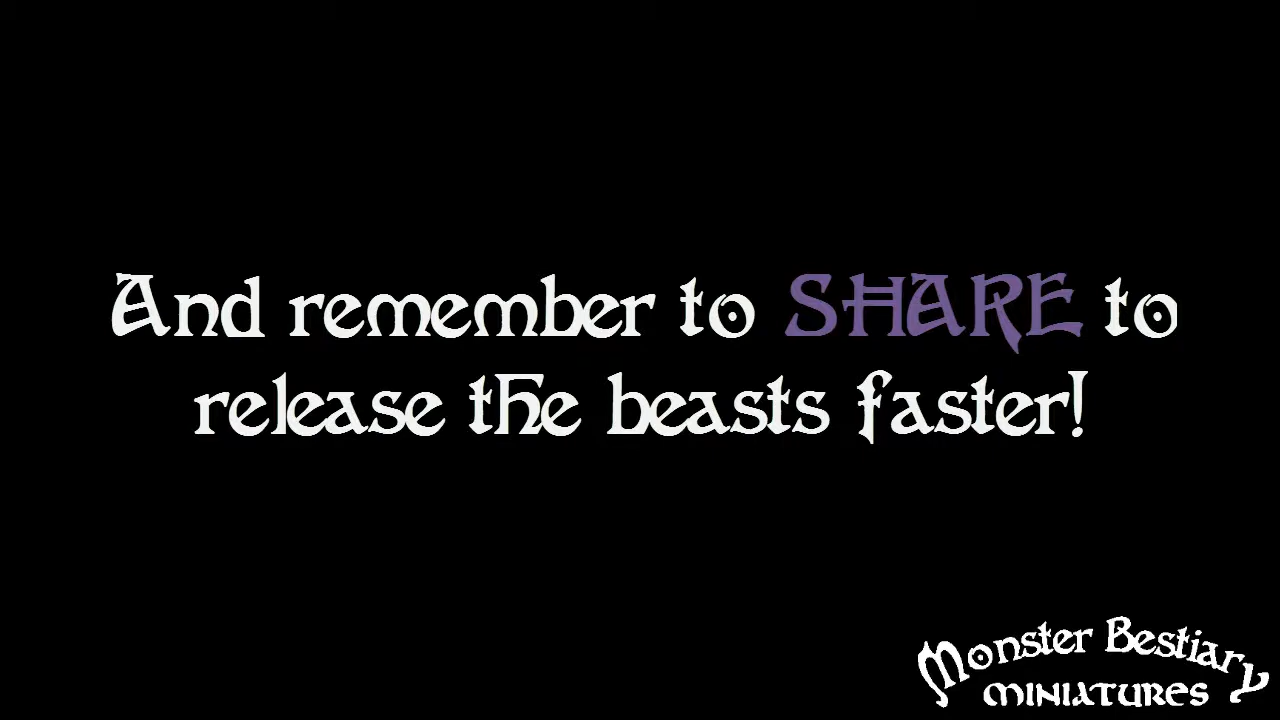 And remember to SHARE to
release the beasts faster!
Monster Bestiary
MINIATURES